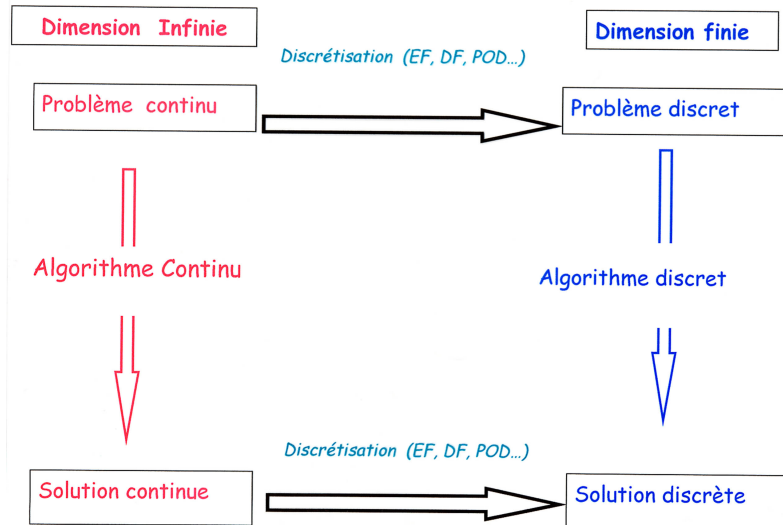 Dimension Infinie
Dimension finie
Discrétisation (EF, DF, POD...)
Problème continu
Problème discret
Algorithme Continu
Algorithme discret
Discrétisation (EF, DF, POD...)
Solution continue
Solution discrète